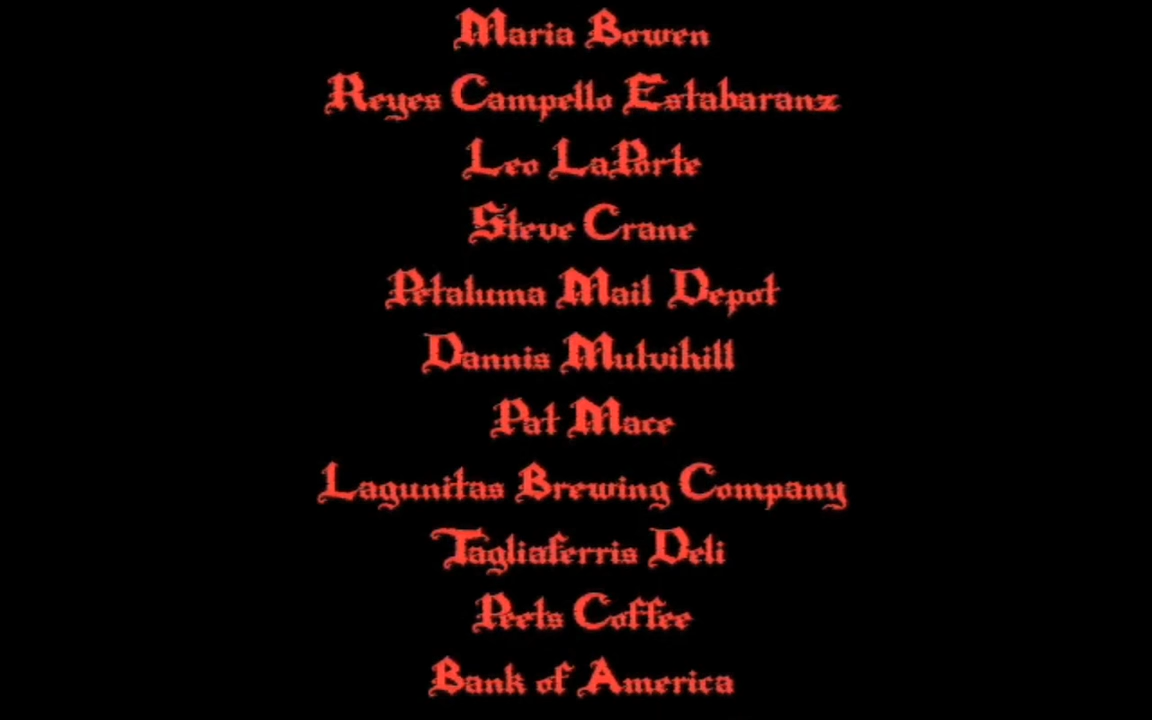 Maria Bowen
Reyes Campello Estabaranz
Leo LaPorte
Steve Crane
Petaluma Mail Depot
Dannis Mulvihill
Pat Mace
Lagunitas Brewing Company
Tagliaferris Deli
Peets Coffee
Bank of America